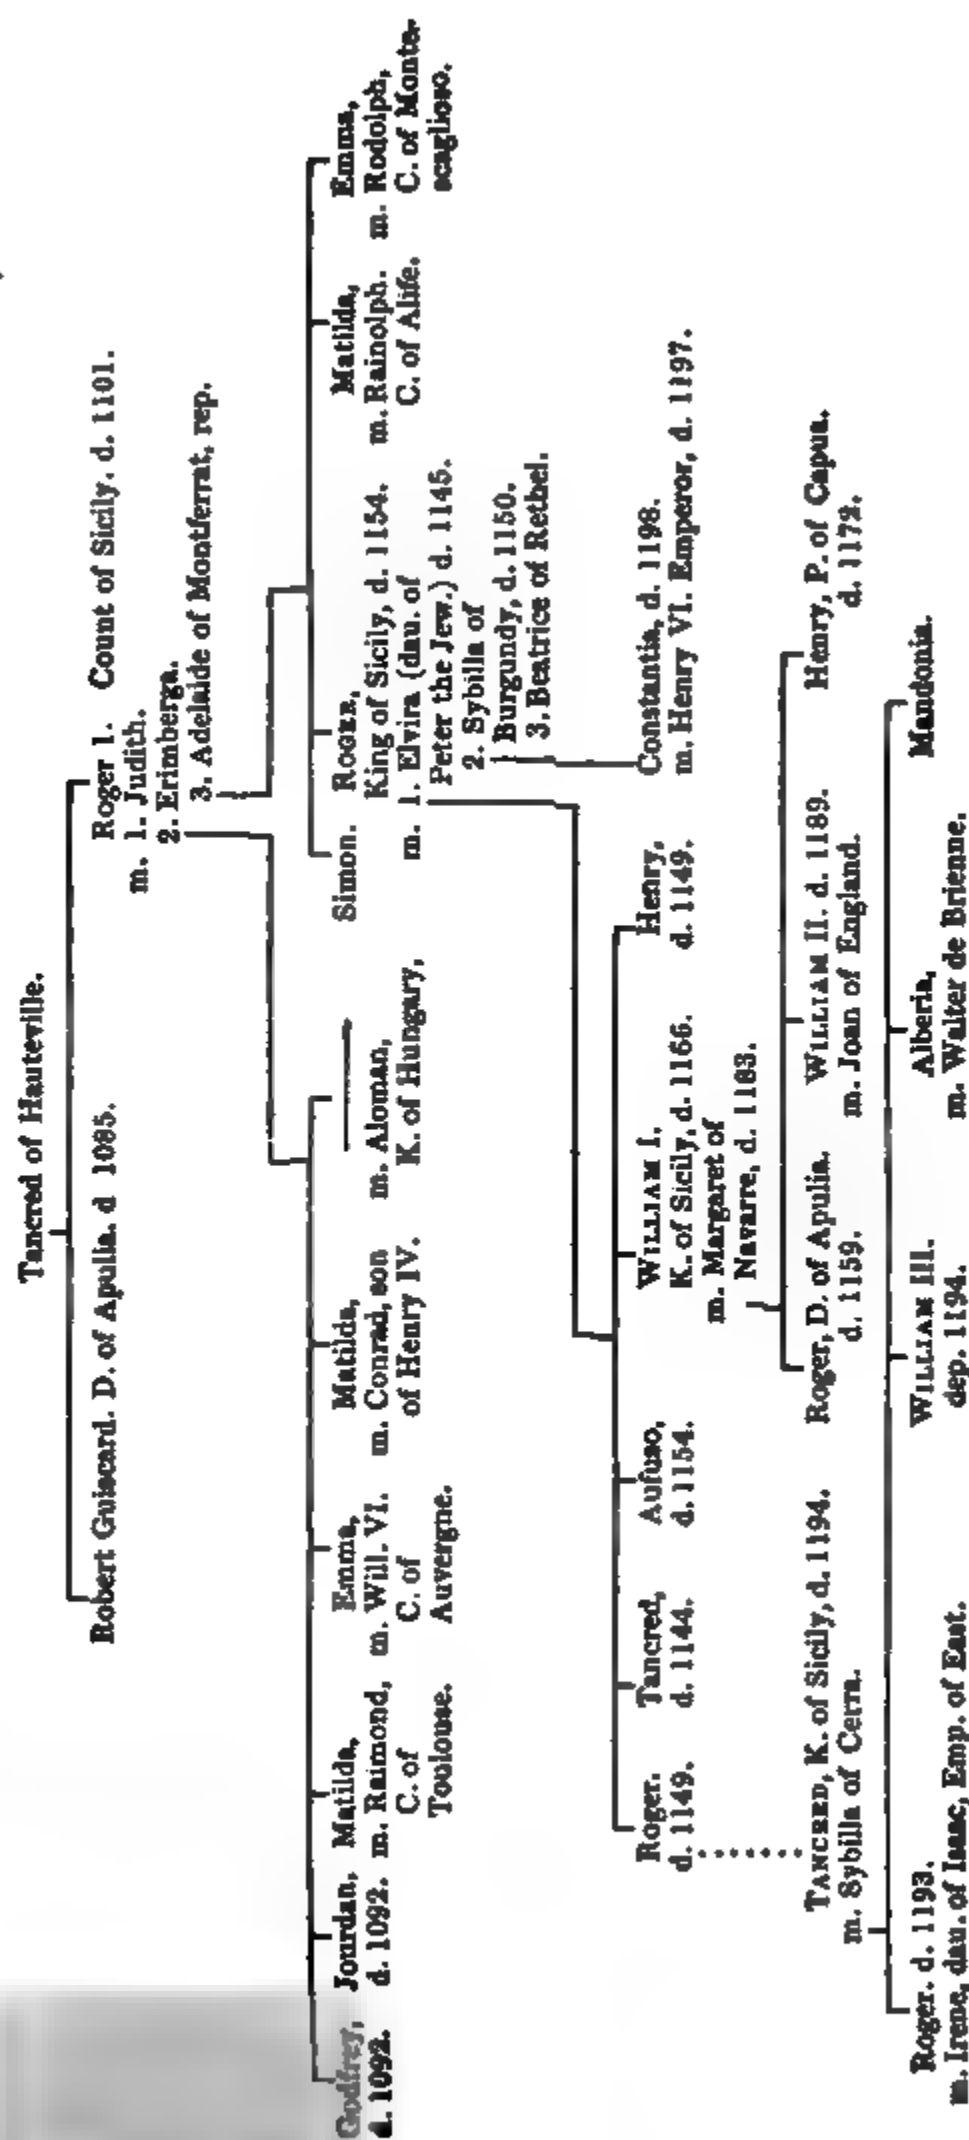 Tancred of Hauteville.
Robert Guiscard. D. of Apulia. d 1085.
Roger 1. Count of Sicily. d. 1101.
m. 1. Judith.
2. Erimberga.
3. Adelaide of Montferrat, rep.
Godfrey,
d. 1092.
Jourdan,
d. 1092.
Matilda,
m. Raimond,
C. of
Toulouse.
Emma,
m. Will. VI.
C. of
Auvergne.
Matilda,
m. Conrad, son
of Henry IV.
m. Aloman,
K. of Hungary,
Simon.
ROGER,
King of Sicily, d. 1154.
m. 1. Elvira (dau. of
Peter the Jew.) d. 1145.
2. Sybilla of
Burgundy, d. 1150.
3. Beatrice of Rethel.
Matilda,
m. Rainolph.
C. of Alife.
Emma,
m. Rodolph,
C. of Monte-
scaglioso.
Roger.
d. 1149.
Tancred,
d. 1144.
Aufuso,
d. 1154.
WILLIAM I.
K. of Sicily, d. 1166.
m. Margaret of
Navarre, d. 1183.
Henry,
d. 1149.
Constantia, d. 1198.
m. Henry VI. Emperor, d. 1197.
TANCRED, K. of Sicily, d. 1194.
m. Sybilla of Cerra.
Roger, D. of Apulia.
d. 1159.
WILLIAM II. d. 1189.
m. Joan of England.
Henry, P. of Capua.
d. 1172.
Roger. d. 1193.
m. Irene, dau. of Isaac, Emp. of East.
WILLIAM III.
dep. 1194.
Alberia,
m. Walter de Brienne.
Mandonia.